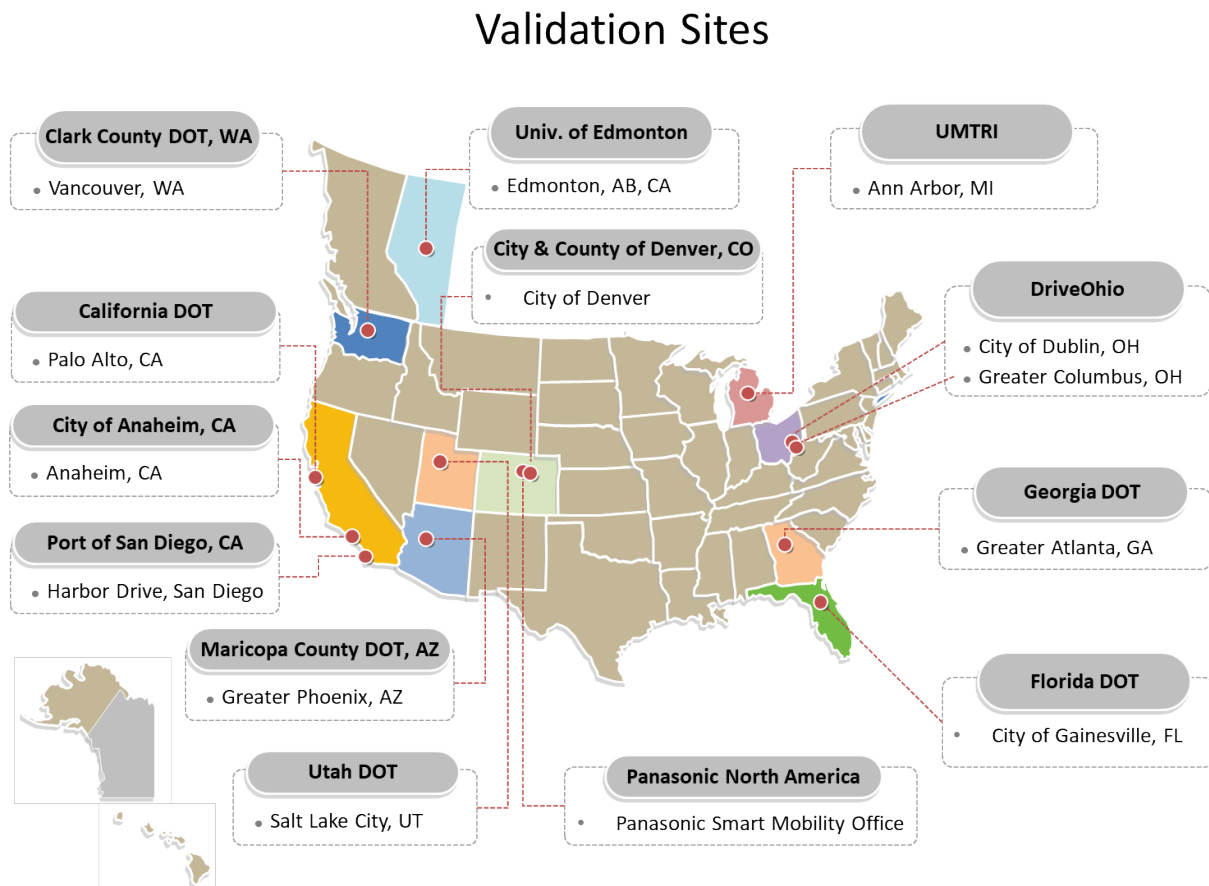 Validation Sites
Clark County DOT, WA
• Vancouver, WA
Univ. of Edmonton
• Edmonton, AB, CA
UMTRI
• Ann Arbor, MI
City & County of Denver, CO
• City of Denver
California DOT
• Palo Alto, CA
DriveOhio
• City of Dublin, OH
• Greater Columbus, OH
City of Anaheim, CA
• Anaheim, CA
Georgia DOT
• Greater Atlanta, GA
Port of San Diego, CA
• Harbor Drive, San Diego
Maricopa County DOT, AZ
• Greater Phoenix, AZ
Florida DOT
• City of Gainesville, FL
Utah DOT
• Salt Lake City, UT
Panasonic North America
• Panasonic Smart Mobility Office